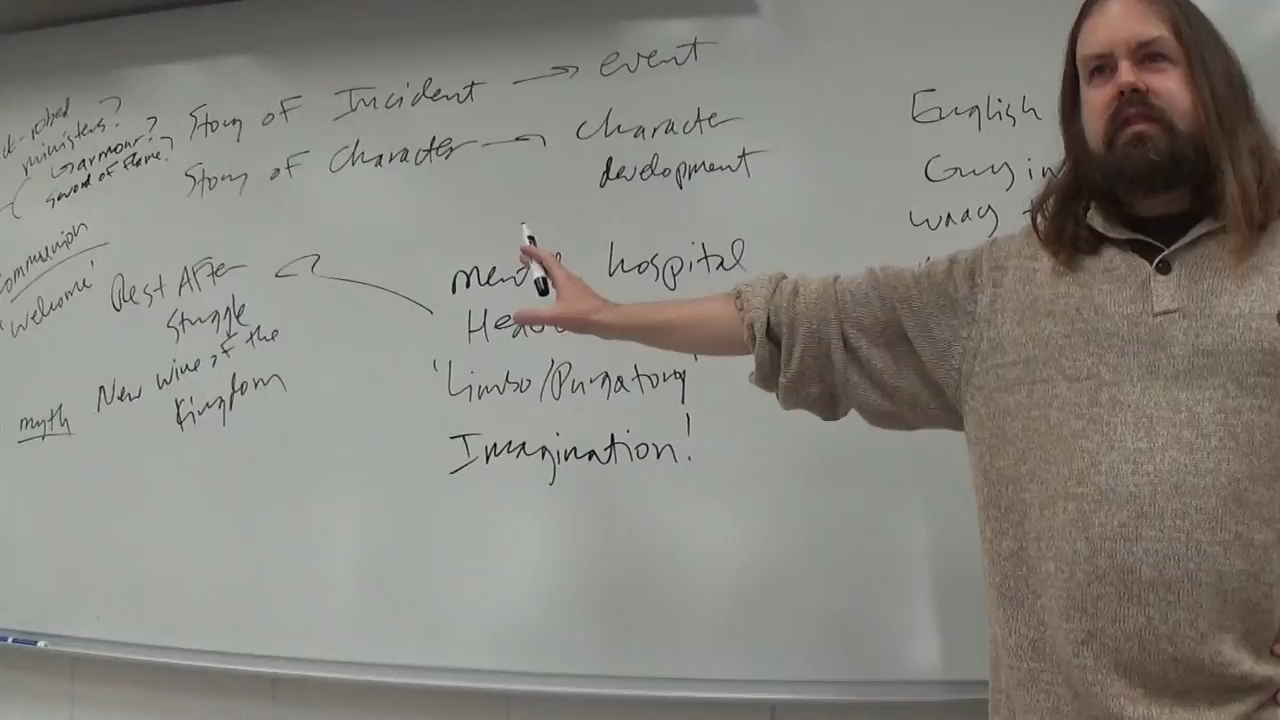 ministers?
armour?
sword of flame?
Story of Incident → event
Story of Character → character
development
Communion
'welcome'
Rest After
Struggle
New wine of the
Kingdom
myth
hospital
'Limbo/Purgatory'
Imagination!
English
Guy in